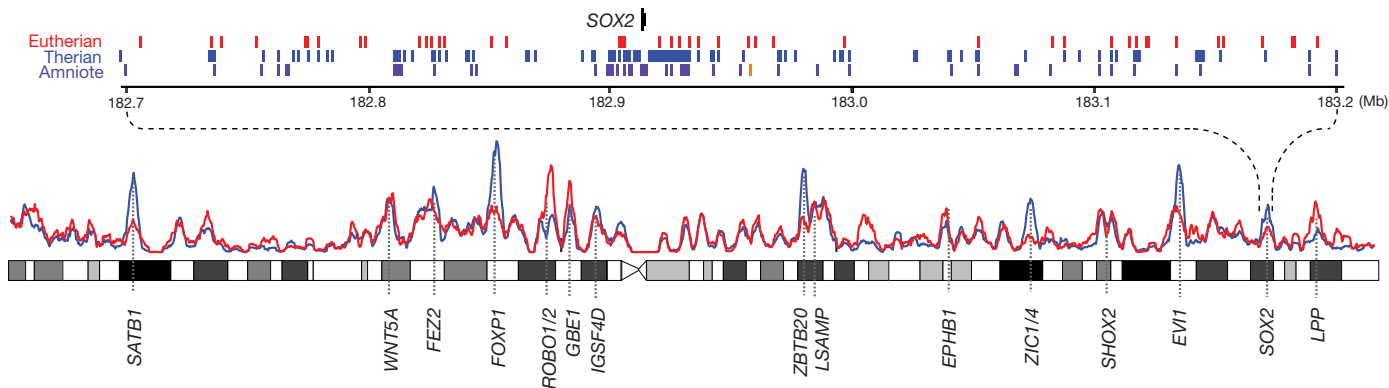 SOX2
Eutherian
Therian
Amniote
182.7 182.8 182.9 183.0 183.1 183.2 (Mb)
SATB1 WNT5A FEZ2 FOXP1 ROBO1/2 GBE1 IGSF4D ZBTB20 LSAMP EPHB1 ZIC1/4 SHOX2 EVI1 SOX2 LPP